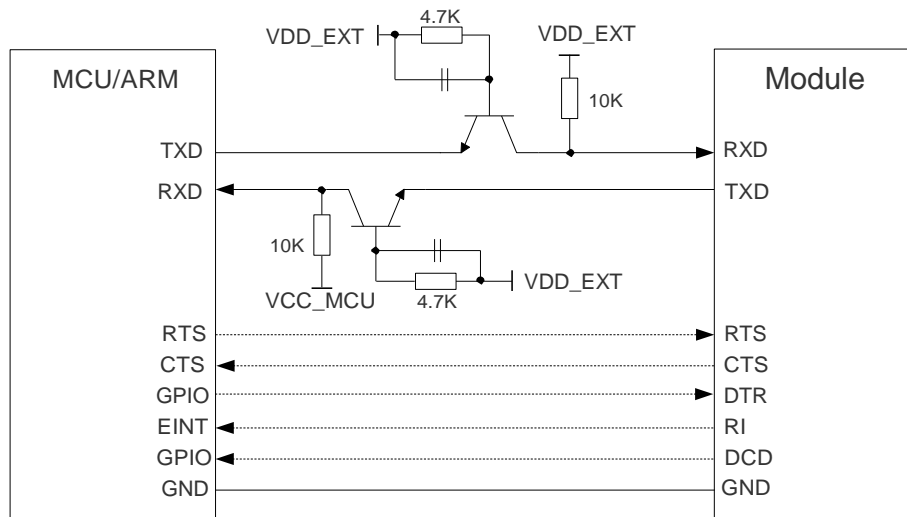 4.7K
VDD_EXT
VDD_EXT
MCU/ARM
Module
10K
TXD
RXD
RXD
TXD
10K
VCC_MCU
4.7K
VDD_EXT
RTS
RTS
CTS
CTS
GPIO
DTR
EINT
RI
GPIO
DCD
GND
GND